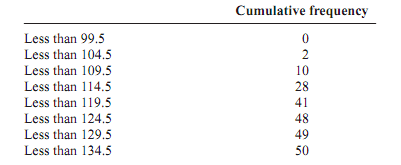 Cumulative frequency
Less than 99.5 0
Less than 104.5 2
Less than 109.5 10
Less than 114.5 28
Less than 119.5 41
Less than 124.5 48
Less than 129.5 49
Less than 134.5 50